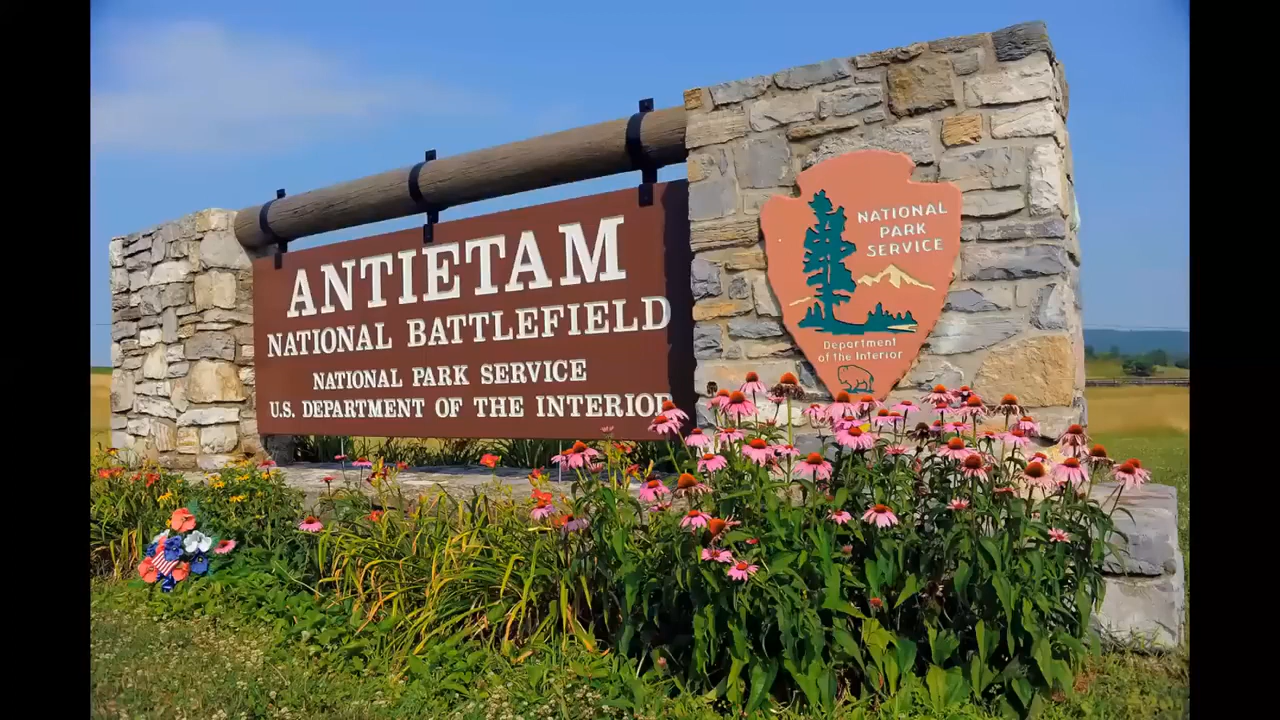 ANTIETAM
NATIONAL BATTLEFIELD
NATIONAL PARK SERVICE
U.S. DEPARTMENT OF THE INTERIOR
NATIONAL
PARK
SERVICE
Department
of the Interior